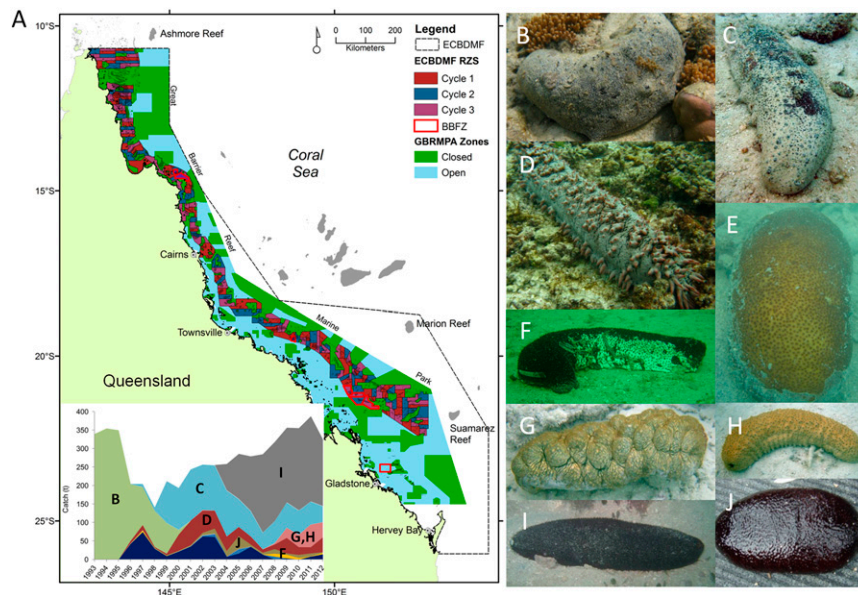 A
Ashmore Reef
0 100 200
Kilometers
Legend
ECBDMF
ECBDMF RZS
Cycle 1
Cycle 2
Cycle 3
BBFZ
GBRMPA Zones
Closed
Open
Great
Barrier
Reef
Marine
Park
Coral
Sea
10°S
15°S
20°S
25°S
Cairns
Townsville
Marion Reef
Queensland
Suamarez
Reef
Gladstone
Hervey Bay
145°E
150°E
Catch (t)
400
350
300
250
200
150
100
50
0
B
C
D
I
J
G,H
F
1993
1994
1995
1996
1997
1998
1999
2000
2001
2002
2003
2004
2005
2006
2007
2008
2009
2010
2011
2012
B
C
D
E
F
G
H
I
J